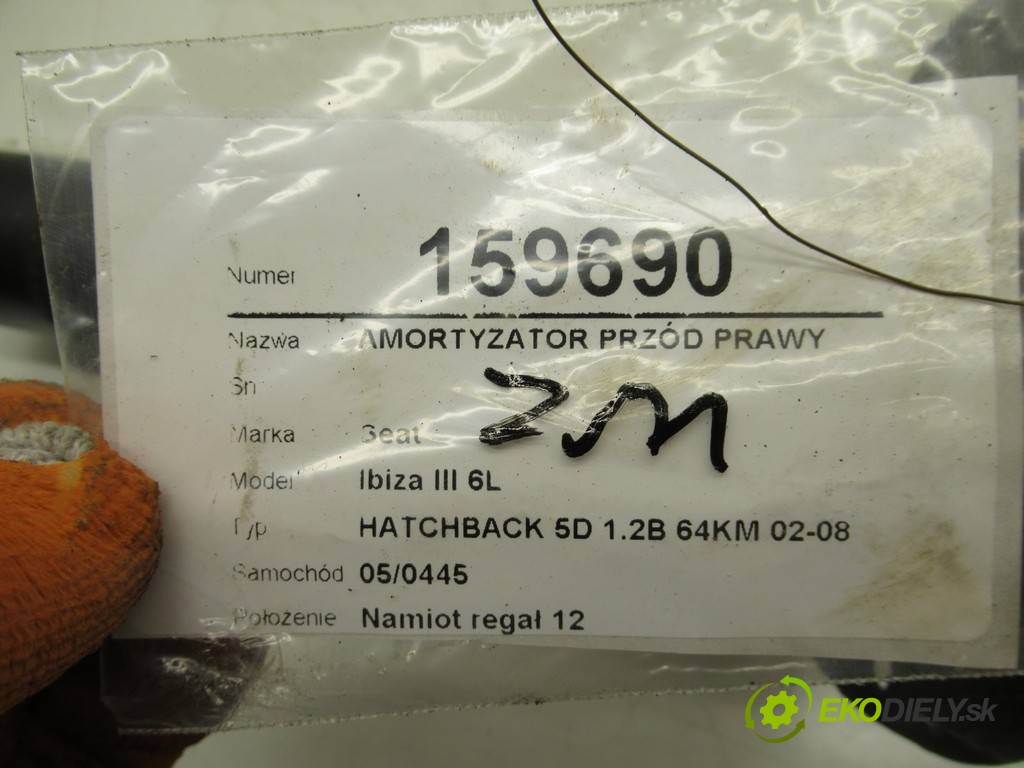 Numer 159690
Nazwa AMORTYZATOR PRZÓD PRAWY
Sn
Marka Seat
Model Ibiza III 6L
Typ HATCHBACK 5D 1.2B 64KM 02-08
Samochód 05/0445
Położenie Namiot regał 12
EKODIELY.sk